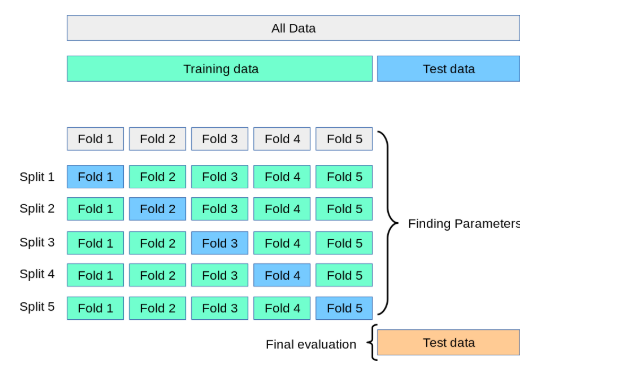 All Data
Training data Test data
Fold 1 Fold 2 Fold 3 Fold 4 Fold 5
Split 1 Fold 1 Fold 2 Fold 3 Fold 4 Fold 5
Split 2 Fold 1 Fold 2 Fold 3 Fold 4 Fold 5
Finding Parameters
Split 3 Fold 1 Fold 2 Fold 3 Fold 4 Fold 5
Split 4 Fold 1 Fold 2 Fold 3 Fold 4 Fold 5
Split 5 Fold 1 Fold 2 Fold 3 Fold 4 Fold 5
Final evaluation Test data